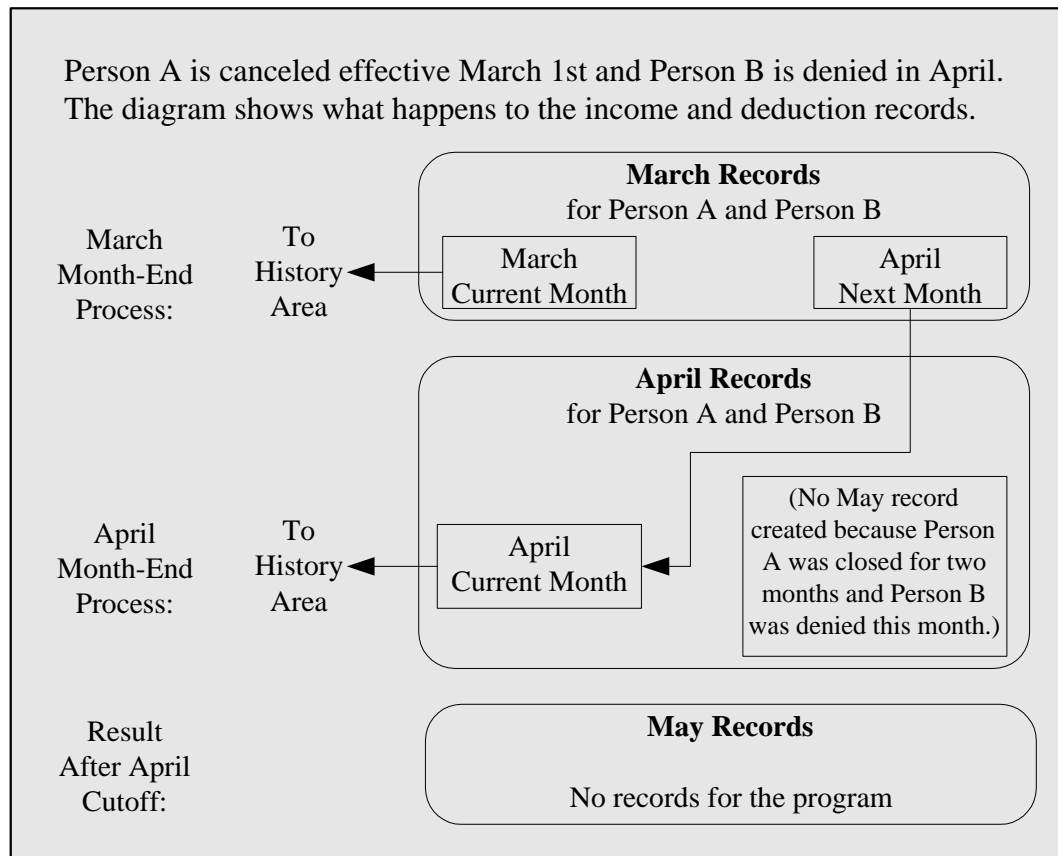 Person A is canceled effective March 1st and Person B is denied in April.
The diagram shows what happens to the income and deduction records.
March Records
for Person A and Person B
March
Month-End
Process:
To
History
Area
March
Current Month
April
Next Month
April Records
for Person A and Person B
April
Month-End
Process:
To
History
Area
April
Current Month
(No May record
created because Person
A was closed for two
months and Person B
was denied this month.)
Result
After April
Cutoff:
May Records
No records for the program